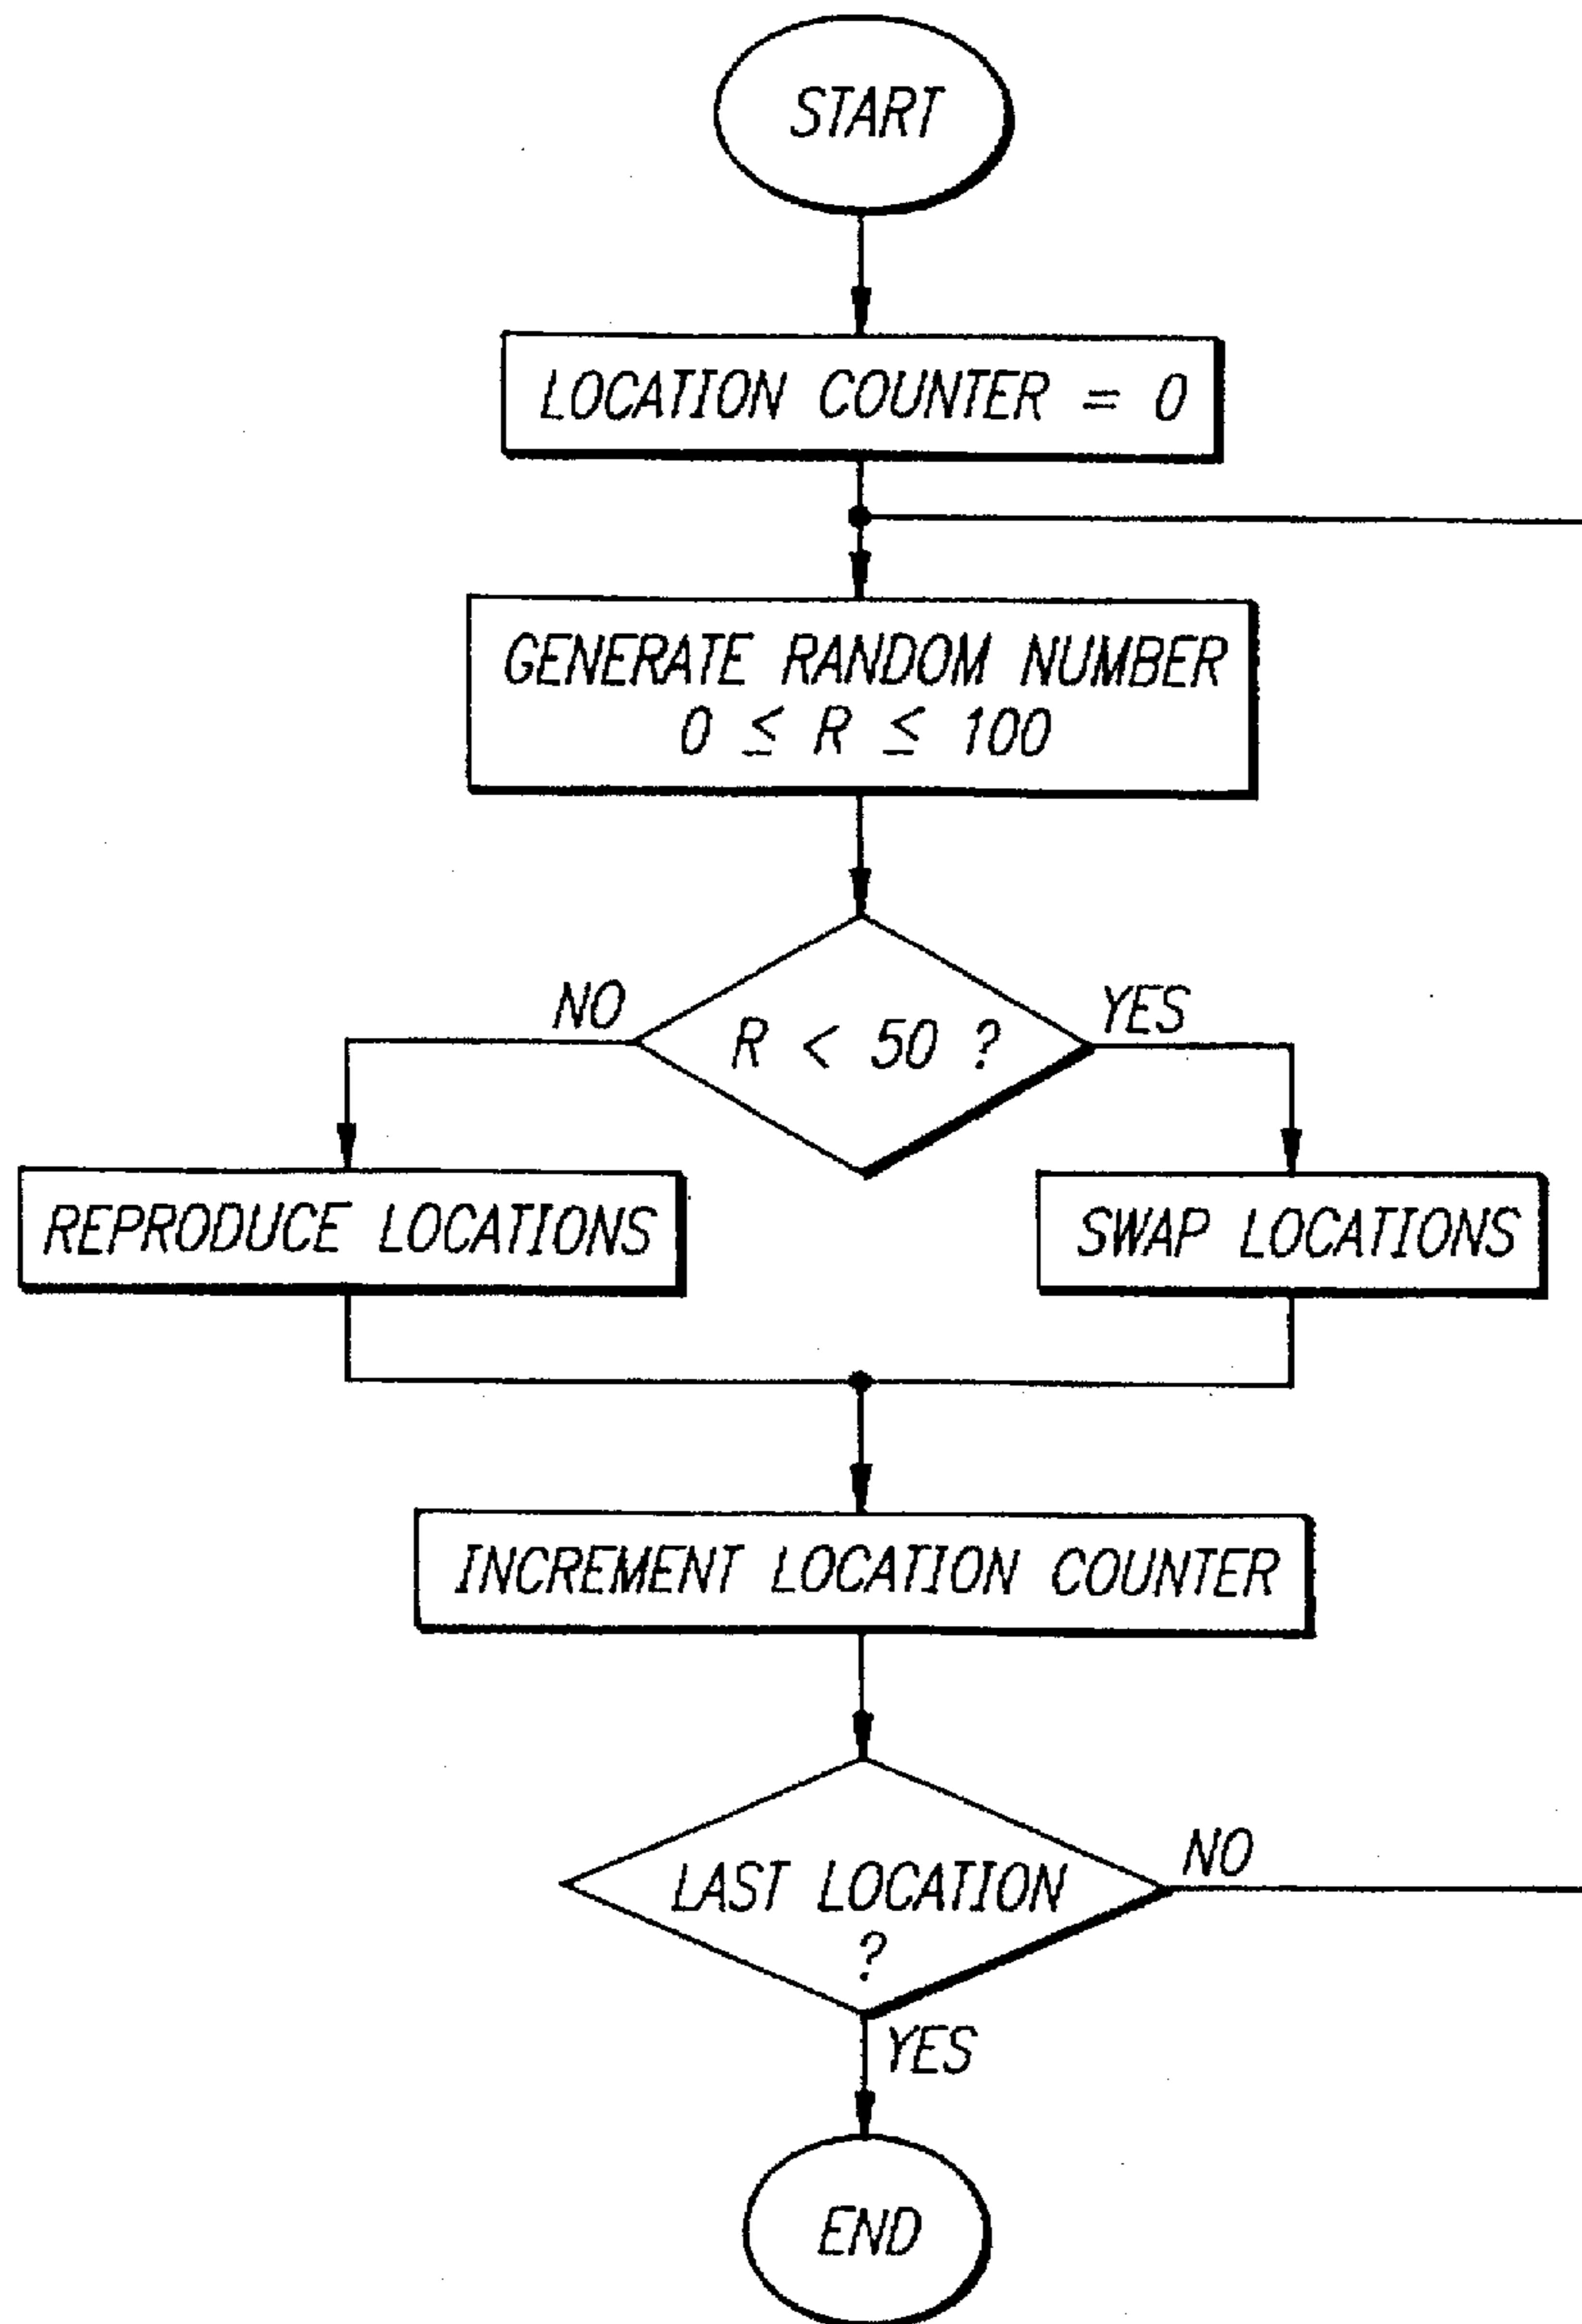 START
LOCATION COUNTER = 0
GENERATE RANDOM NUMBER
0 ≤ R ≤ 100
NO
YES
R < 50 ?
REPRODUCE LOCATIONS
SWAP LOCATIONS
INCREMENT LOCATION COUNTER
NO
LAST LOCATION
?
YES
END